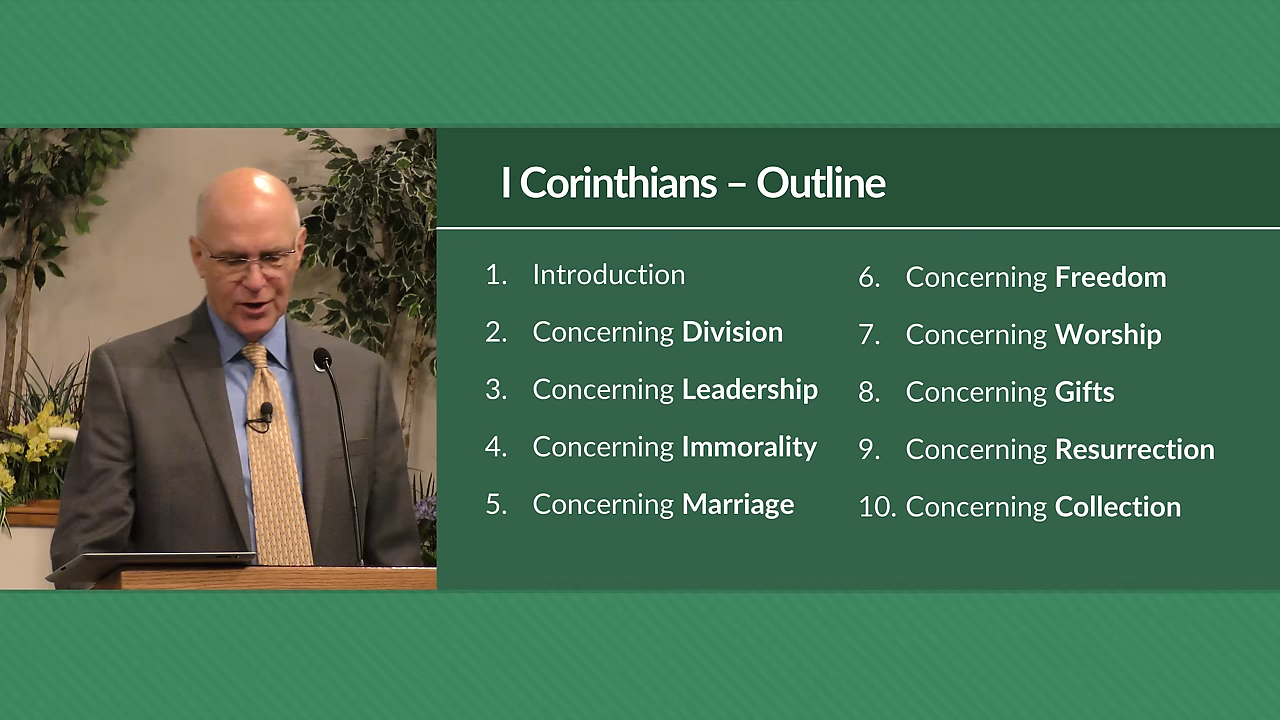 I Corinthians – Outline
1. Introduction
2. Concerning Division
3. Concerning Leadership
4. Concerning Immorality
5. Concerning Marriage
6. Concerning Freedom
7. Concerning Worship
8. Concerning Gifts
9. Concerning Resurrection
10. Concerning Collection